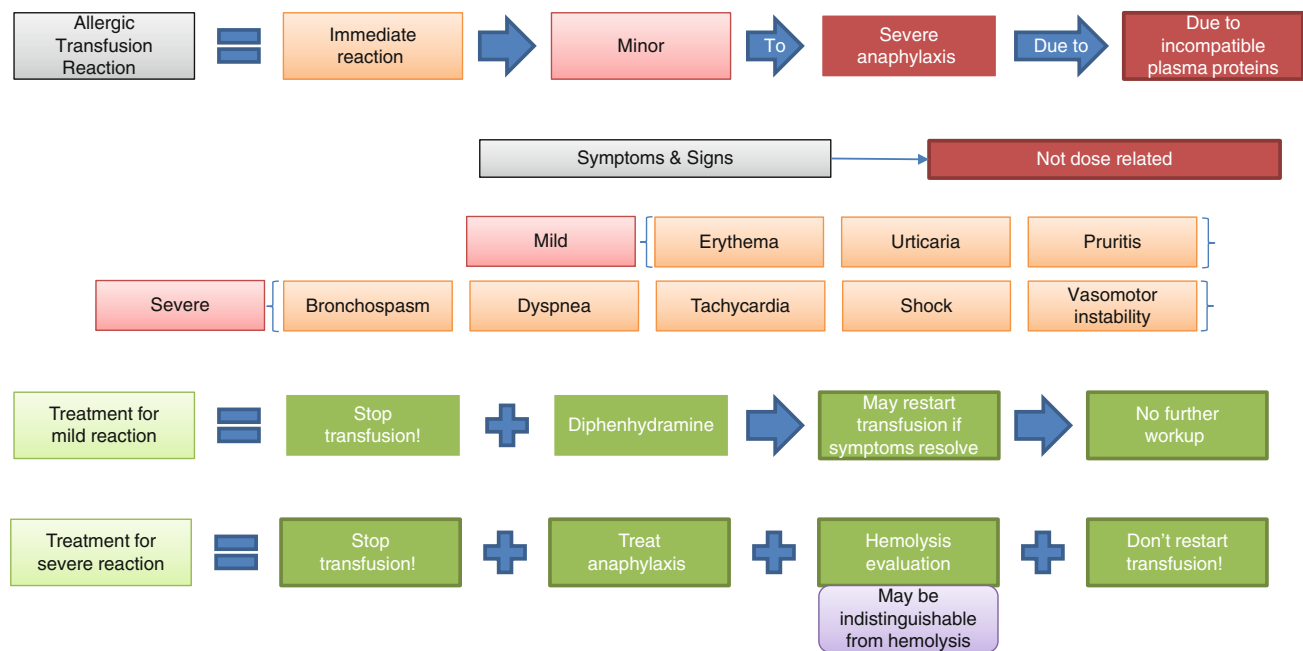 Allergic
Transfusion
Reaction
Immediate
reaction
Minor
To
Severe
anaphylaxis
Due to
Due to
incompatible
plasma proteins
Symptoms & Signs
Not dose related
Mild
Erythema
Urticaria
Pruritis
Severe
Bronchospasm
Dyspnea
Tachycardia
Shock
Vasomotor
instability
Treatment for
mild reaction
Stop
transfusion!
Diphenhydramine
May restart
transfusion if
symptoms resolve
No further
workup
Treatment for
severe reaction
Stop
transfusion!
Treat
anaphylaxis
Hemolysis
evaluation
Don't restart
transfusion!
May be
indistinguishable
from hemolysis